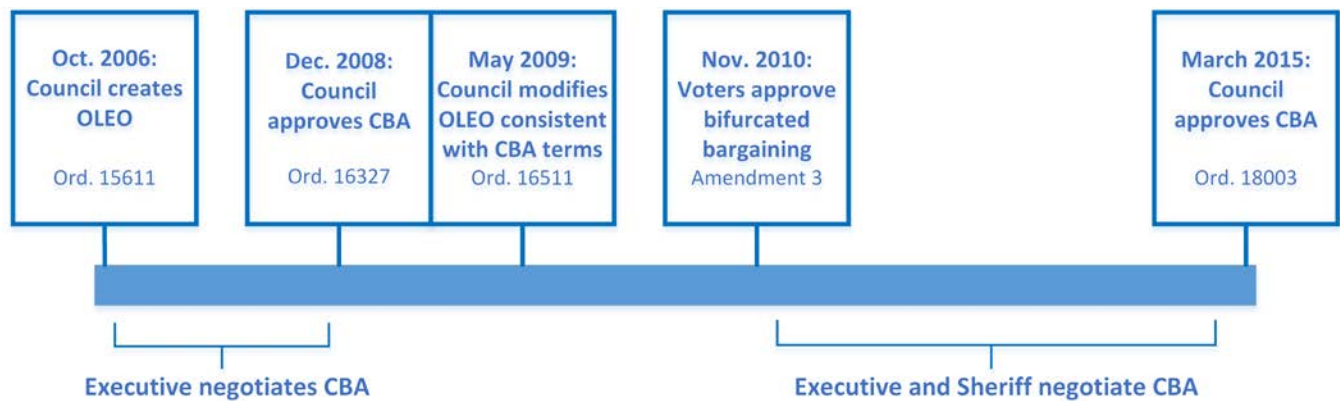 Oct. 2006:
Council creates
OLEO
Ord. 15611
Dec. 2008:
Council
approves CBA
Ord. 16327
May 2009:
Council modifies
OLEO consistent
with CBA terms
Ord. 16511
Nov. 2010:
Voters approve
bifurcated
bargaining
Amendment 3
March 2015:
Council
approves CBA
Ord. 18003
Executive negotiates CBA
Executive and Sheriff negotiate CBA